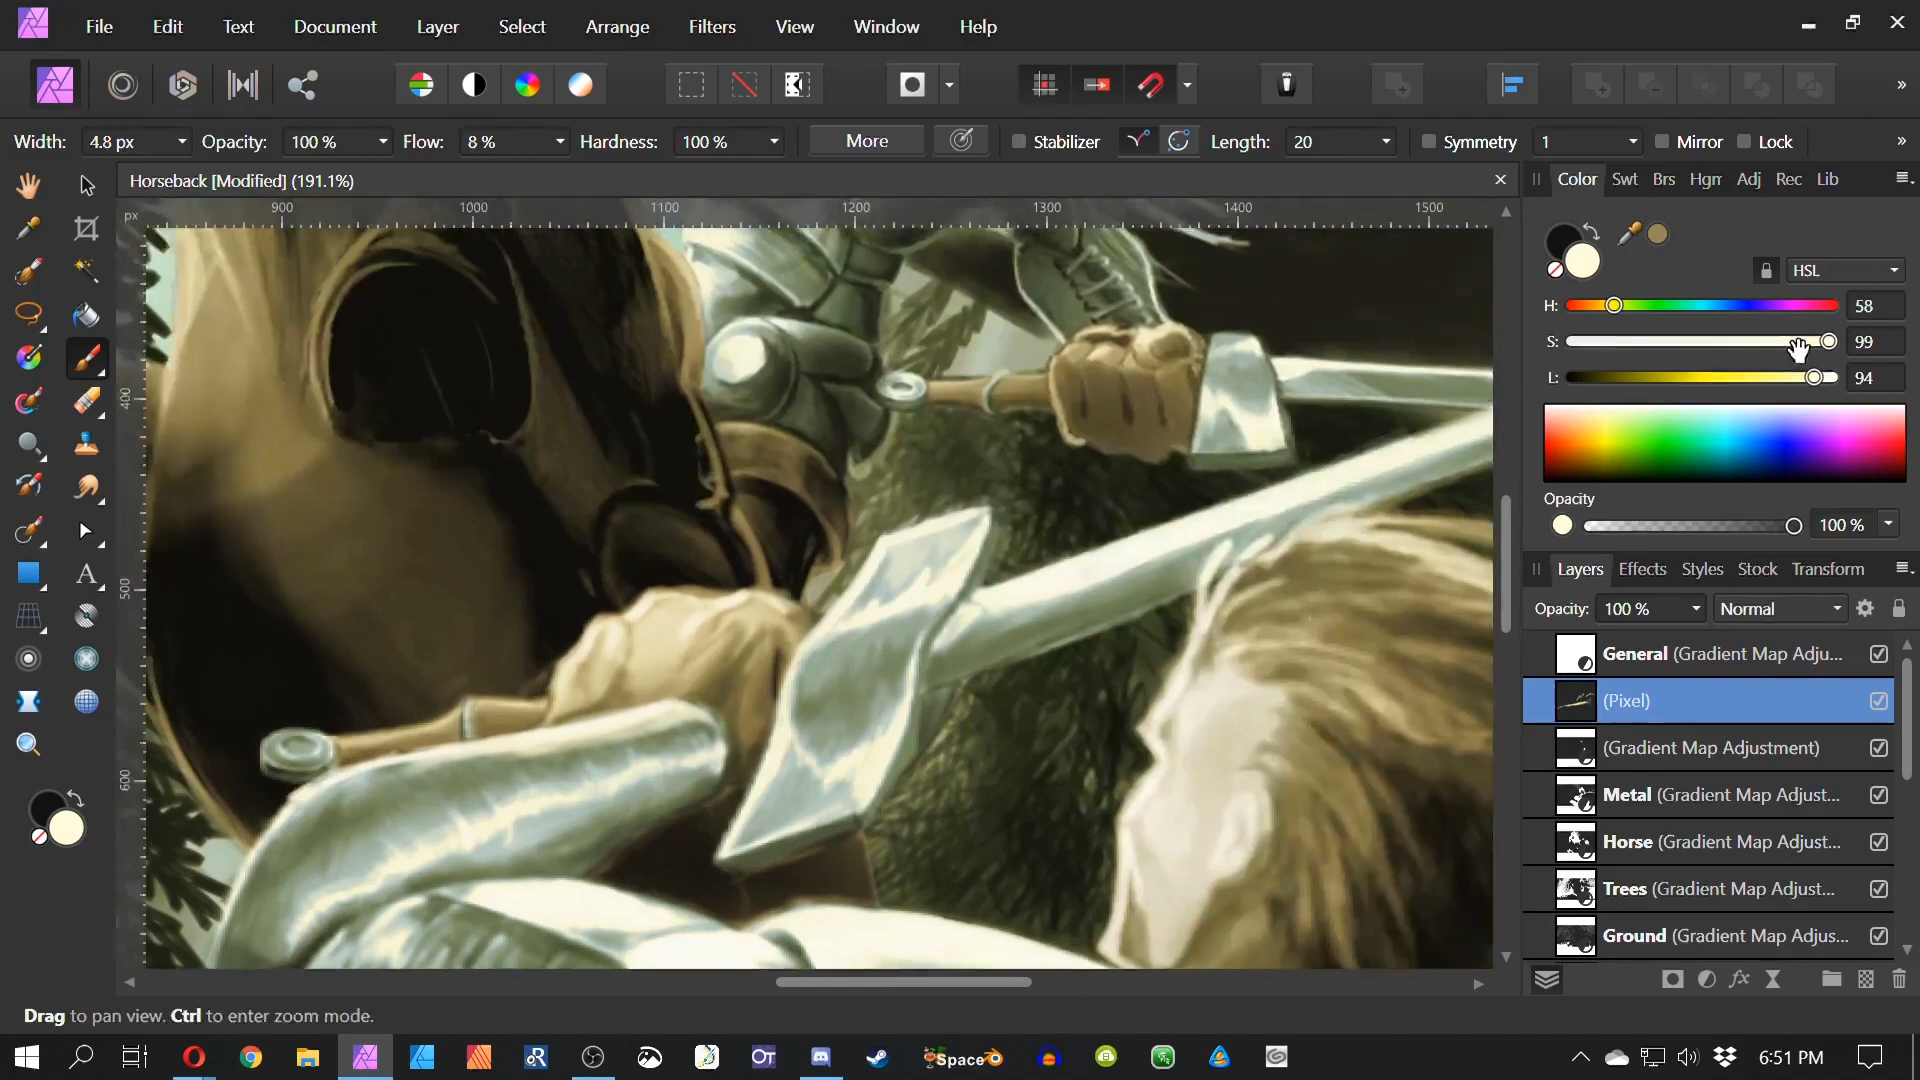 File Edit Text Document Layer Select Arrange Filters View Window Help
Width: 4.8 px Opacity: 100 % Flow: 8 % Hardness: 100 % More Stabilizer Length: 20 Symmetry 1 Mirror Lock
Horseback [Modified] (191.1%)
Color Swt Brs Hgrr Adj Rec Lib
px 900 1000 1100 1200 1300 1400 1500
HSL
H: 58
S: 99
L: 94
400
500
600
Opacity
100 %
Layers Effects Styles Stock Transform
Opacity: 100 % Normal
General (Gradient Map Adju...
(Pixel)
(Gradient Map Adjustment)
Metal (Gradient Map Adjust...
Horse (Gradient Map Adjust...
Trees (Gradient Map Adjust...
Ground (Gradient Map Adjus...
Drag to pan view. Ctrl to enter zoom mode.
Space
6:51 PM